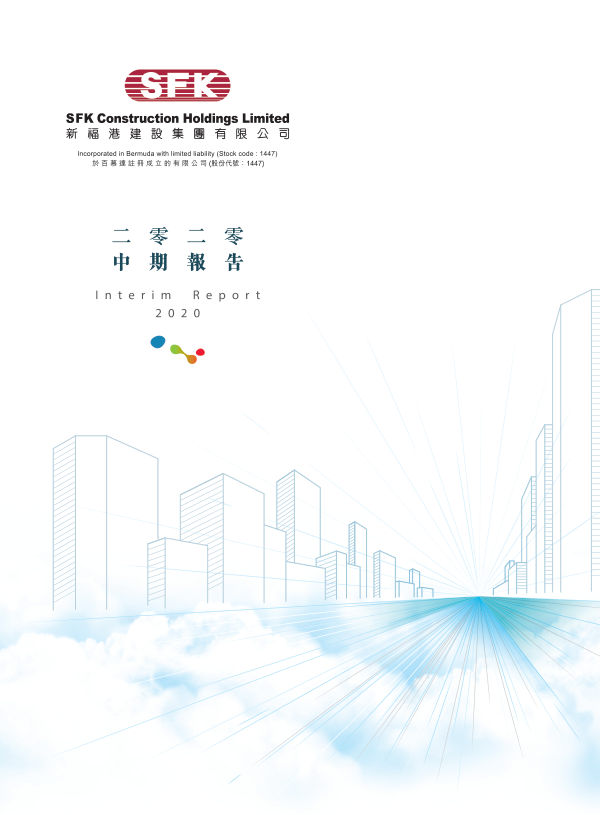 SFK
SFK Construction Holdings Limited
新福港建設集團有限公司
Incorporated in Bermuda with limited liability (Stock code : 1447)
於百慕達註冊成立的有限公司 (股份代號：1447)
二零二零
中期報告
Interim Report
2020